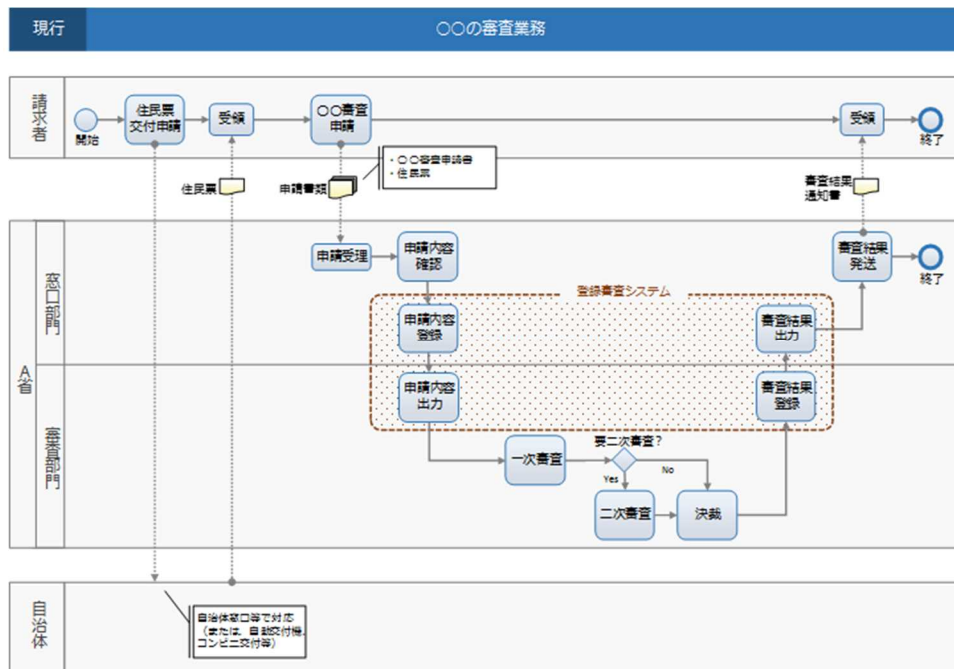 現行
〇〇の審査業務
請求者
開始
住民票
交付申請
受領
〇〇審査
申請
受領
終了
住民票
申請書類
・〇〇審査申請書
・住民票
審査結果
通知書
A省
窓口部門
申請受理
申請内容
確認
審査結果
発送
終了
登録審査システム
申請内容
登録
審査結果
出力
審査部門
申請内容
出力
審査結果
登録
一次審査
要二次審査？
Yes
No
二次審査
決裁
自治体
自治体窓口等で対応
（または、自動交付機、
コンビニ交付等）